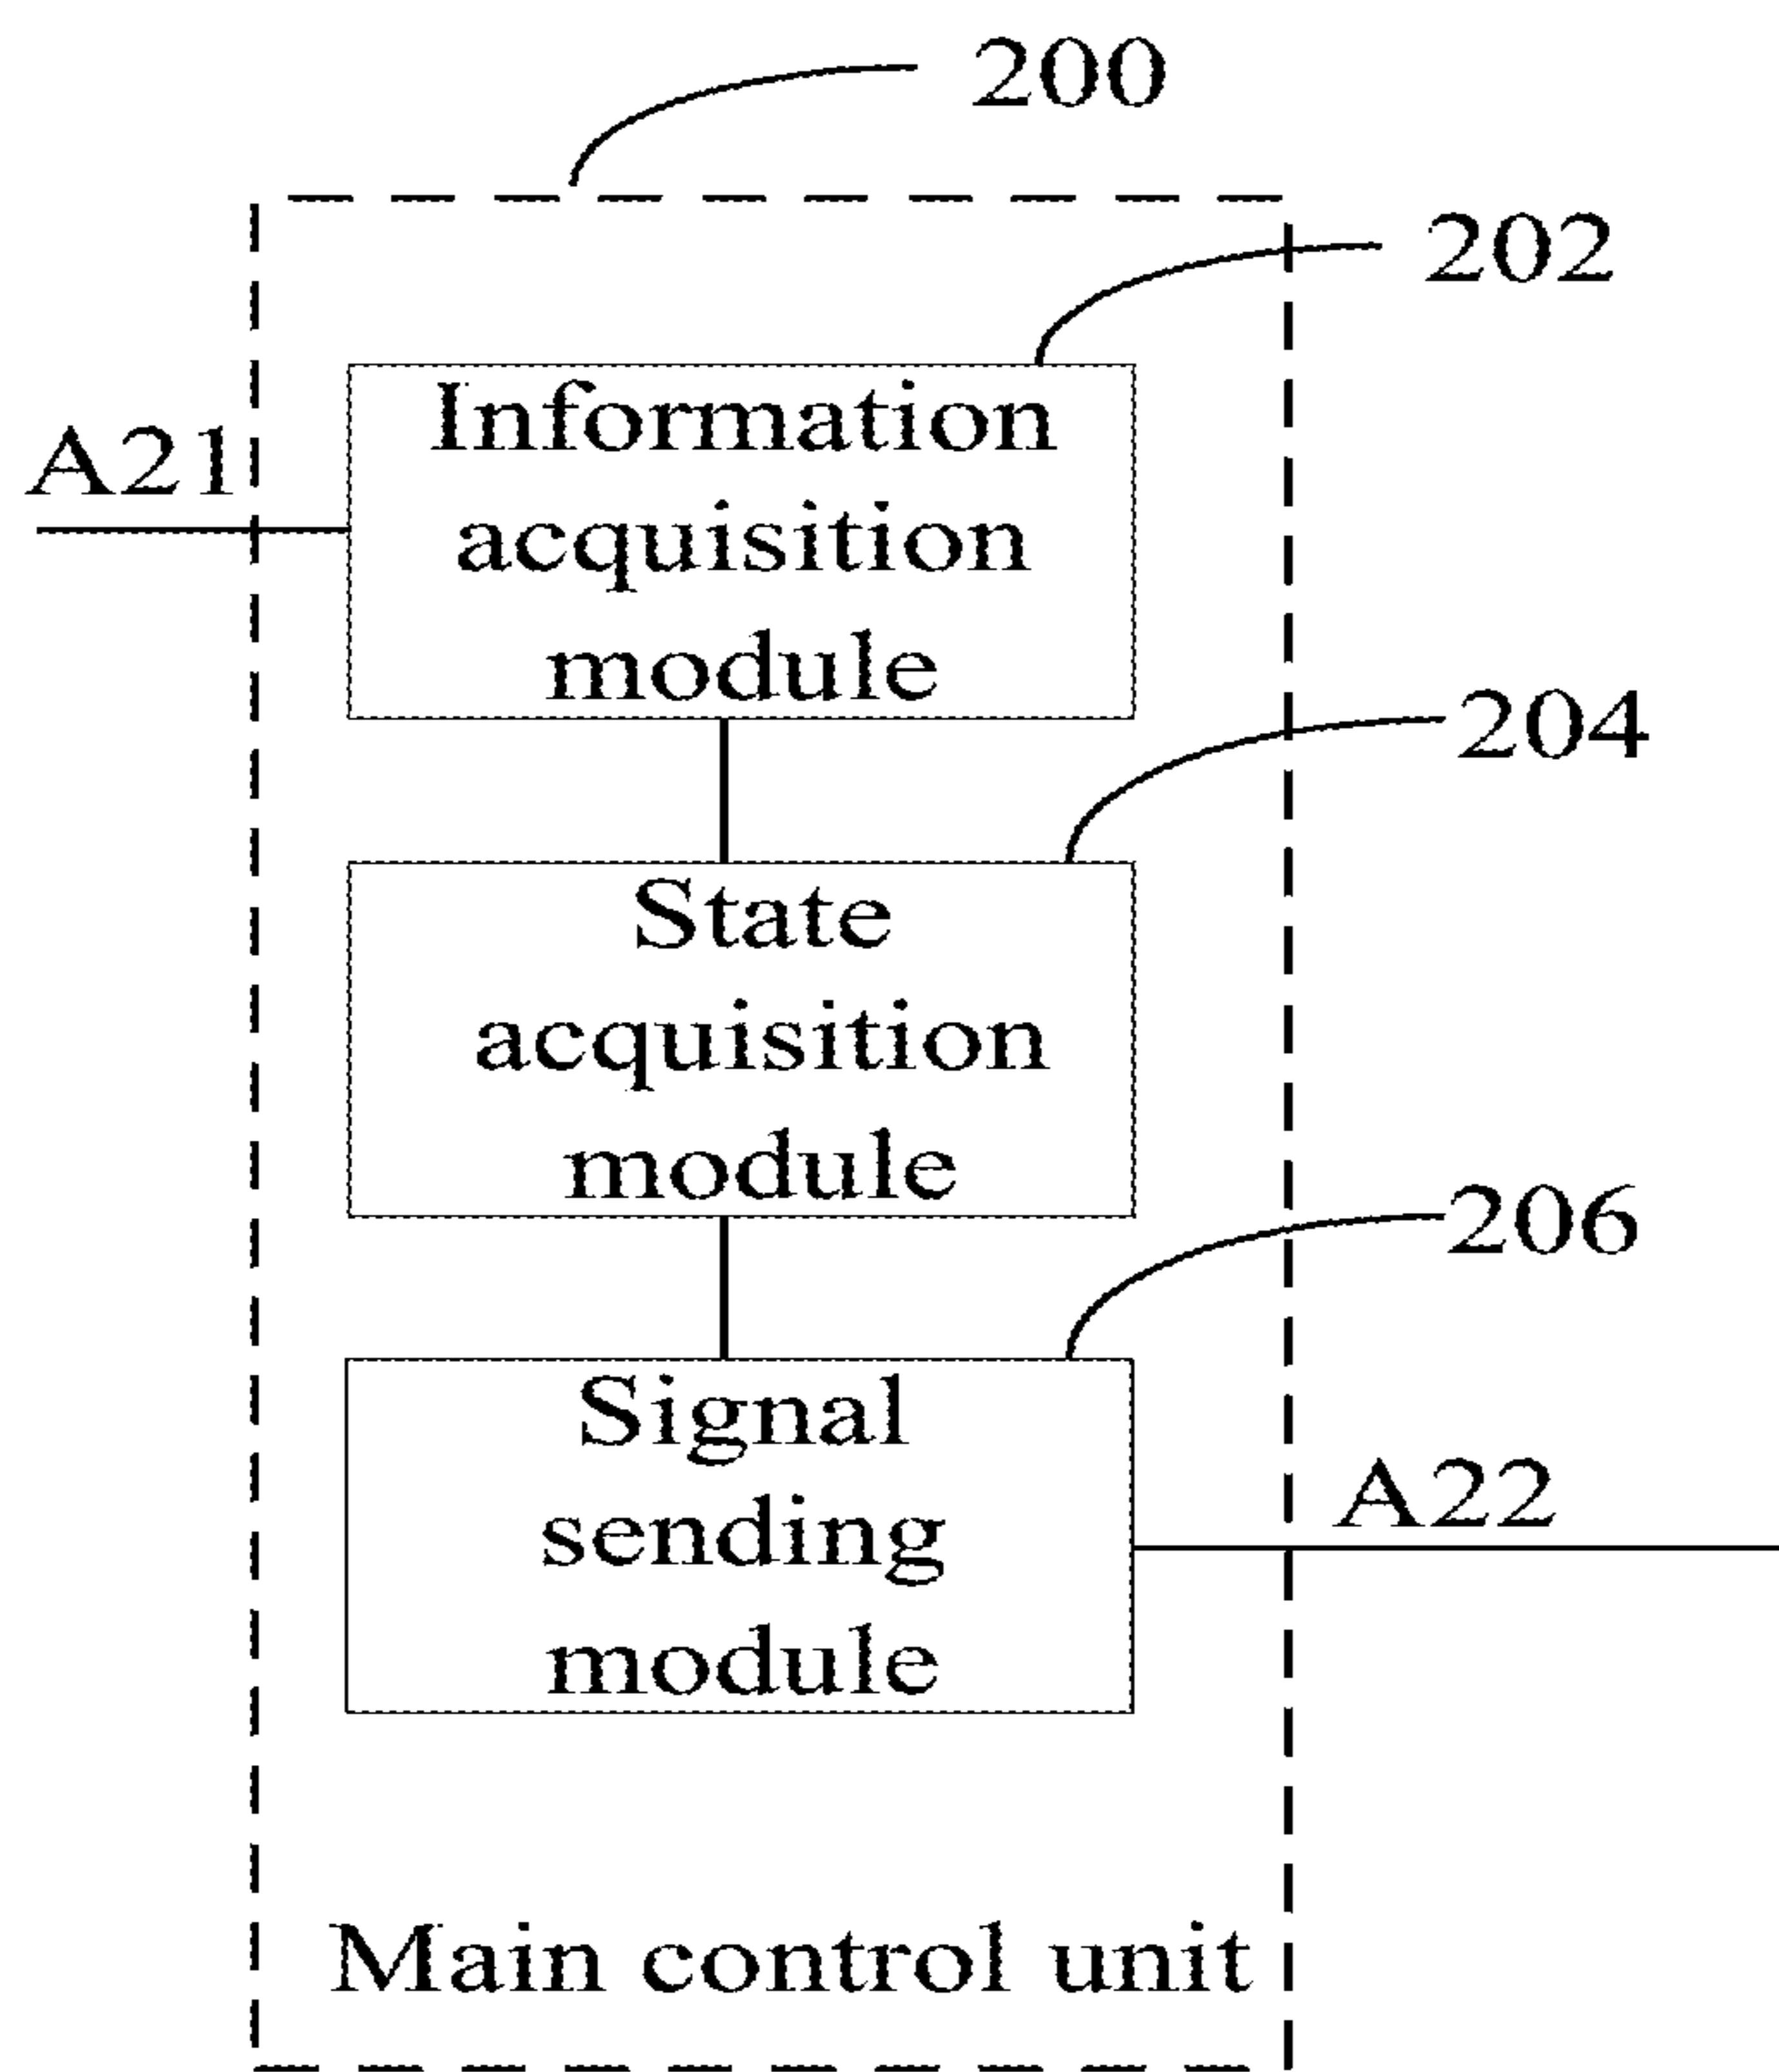 200
202
Information
acquisition
module
A21
204
State
acquisition
module
206
Signal
sending
module
A22
Main control unit